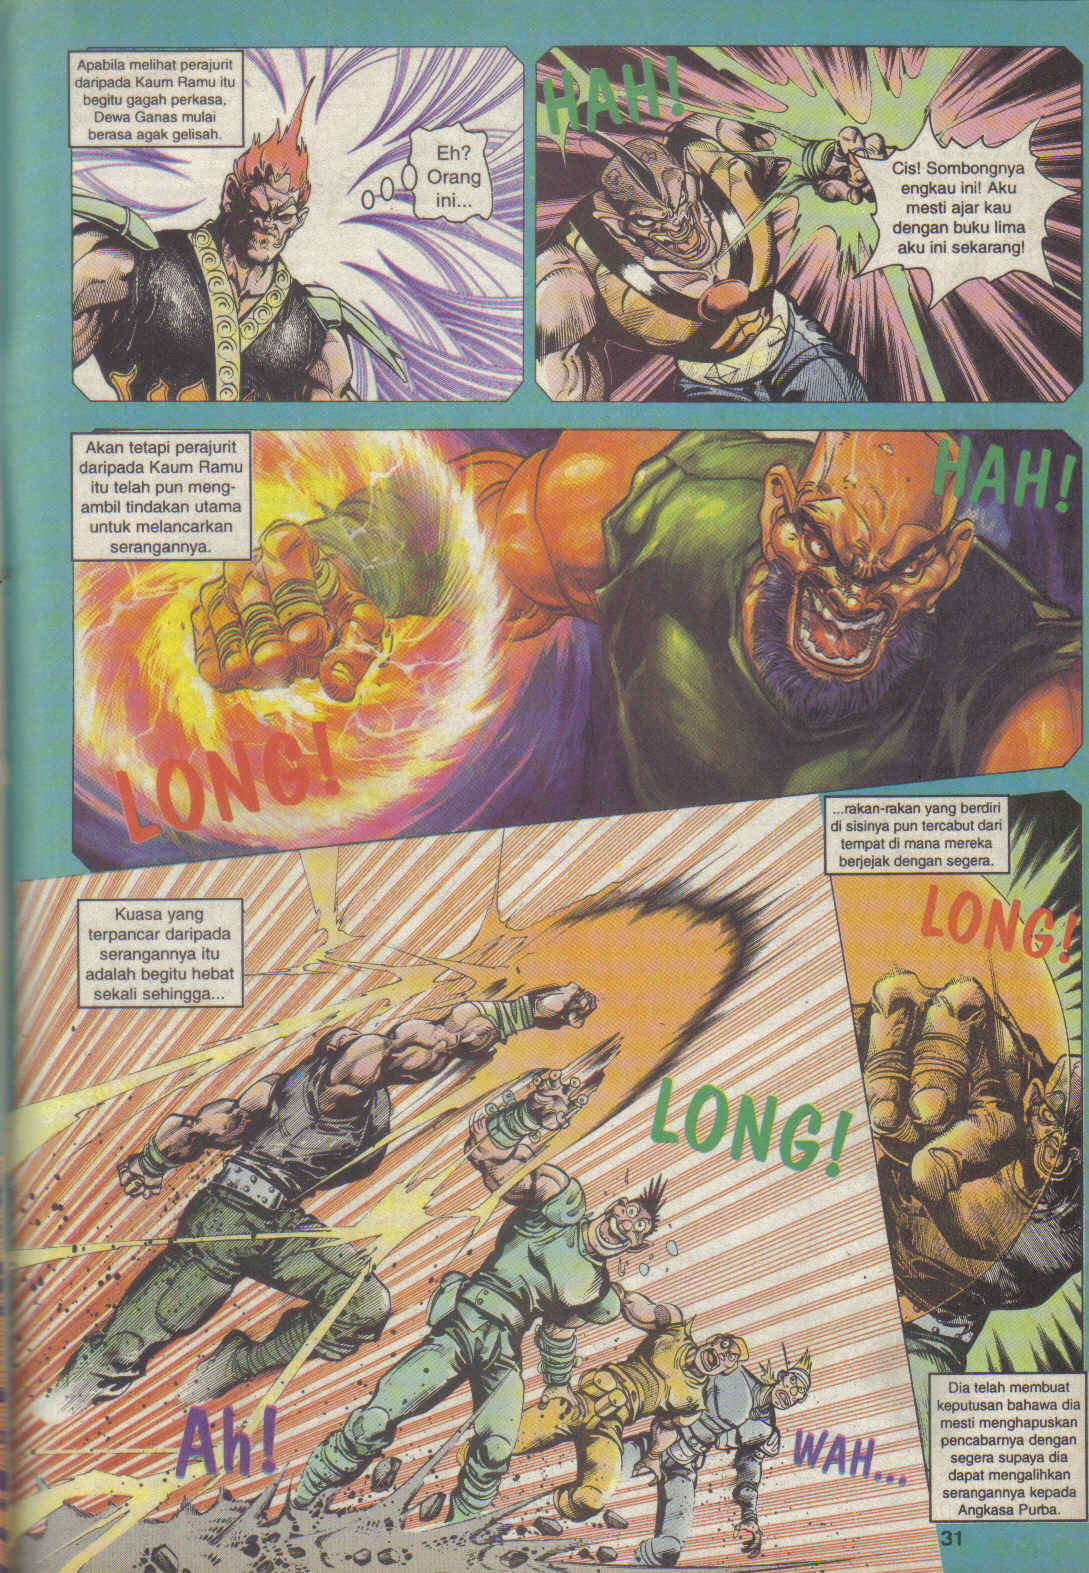 Apabila melihat perajurit
daripada Kaum Ramu itu
begitu gagah perkasa,
Dewa Ganas mulai
berasa agak gelisah.
Eh?
Orang
ini...
HAH!
Cis! Sombongnya
engkau ini! Aku
mesti ajar kau
dengan buku lima
aku ini sekarang!
Akan tetapi perajurit
daripada Kaum Ramu
itu telah pun meng-
ambil tindakan utama
untuk melancarkan
serangannya.
HAH!
LONG!
Kuasa yang
terpancar daripada
serangannya itu
adalah begitu hebat
sekali sehingga...
LONG!
Ah!
WAH...
...rakan-rakan yang berdiri
di sisinya pun tercabut dari
tempat di mana mereka
berjejak dengan segera.
LONG!
Dia telah membuat
keputusan bahawa dia
mesti menghapuskan
pencabarnya dengan
segera supaya dia
dapat mengalihkan
serangannya kepada
Angkasa Purba.
31